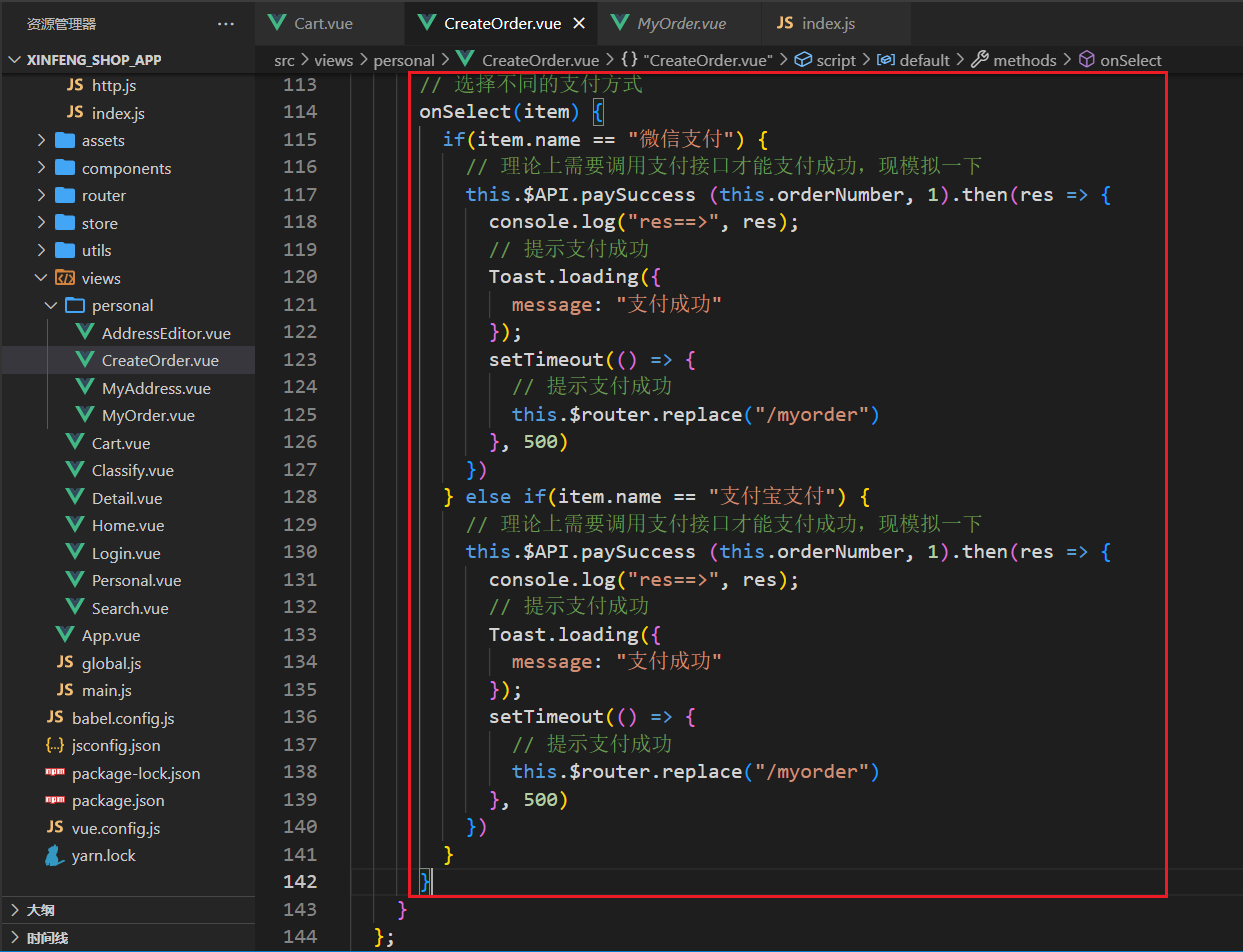 资源管理器 ···
XINFENG_SHOP_APP
JS http.js
JS index.js
assets
components
router
store
utils
views
personal
AddressEditor.vue
CreateOrder.vue
MyAddress.vue
MyOrder.vue
Cart.vue
Classify.vue
Detail.vue
Home.vue
Login.vue
Personal.vue
Search.vue
App.vue
JS global.js
JS main.js
JS babel.config.js
{..} jsconfig.json
npm package-lock.json
npm package.json
JS vue.config.js
yarn.lock
大纲
时间线
Cart.vue CreateOrder.vue × MyOrder.vue JS index.js
src > views > personal > CreateOrder.vue > {} "CreateOrder.vue" > script > default > methods > onSelect
113 // 选择不同的支付方式
114 onSelect(item) {
115 if(item.name == "微信支付") {
116 // 理论上需要调用支付接口才能支付成功，现模拟一下
117 this.$API.paySuccess (this.orderNumber, 1).then(res => {
118 console.log("res==>", res);
119 // 提示支付成功
120 Toast.loading({
121 message: "支付成功"
122 });
123 setTimeout(() => {
124 // 提示支付成功
125 this.$router.replace("/myorder")
126 }, 500)
127 })
128 } else if(item.name == "支付宝支付") {
129 // 理论上需要调用支付接口才能支付成功，现模拟一下
130 this.$API.paySuccess (this.orderNumber, 1).then(res => {
131 console.log("res==>", res);
132 // 提示支付成功
133 Toast.loading({
134 message: "支付成功"
135 });
136 setTimeout(() => {
137 // 提示支付成功
138 this.$router.replace("/myorder")
139 }, 500)
140 })
141 }
142 }
143 }
144 };